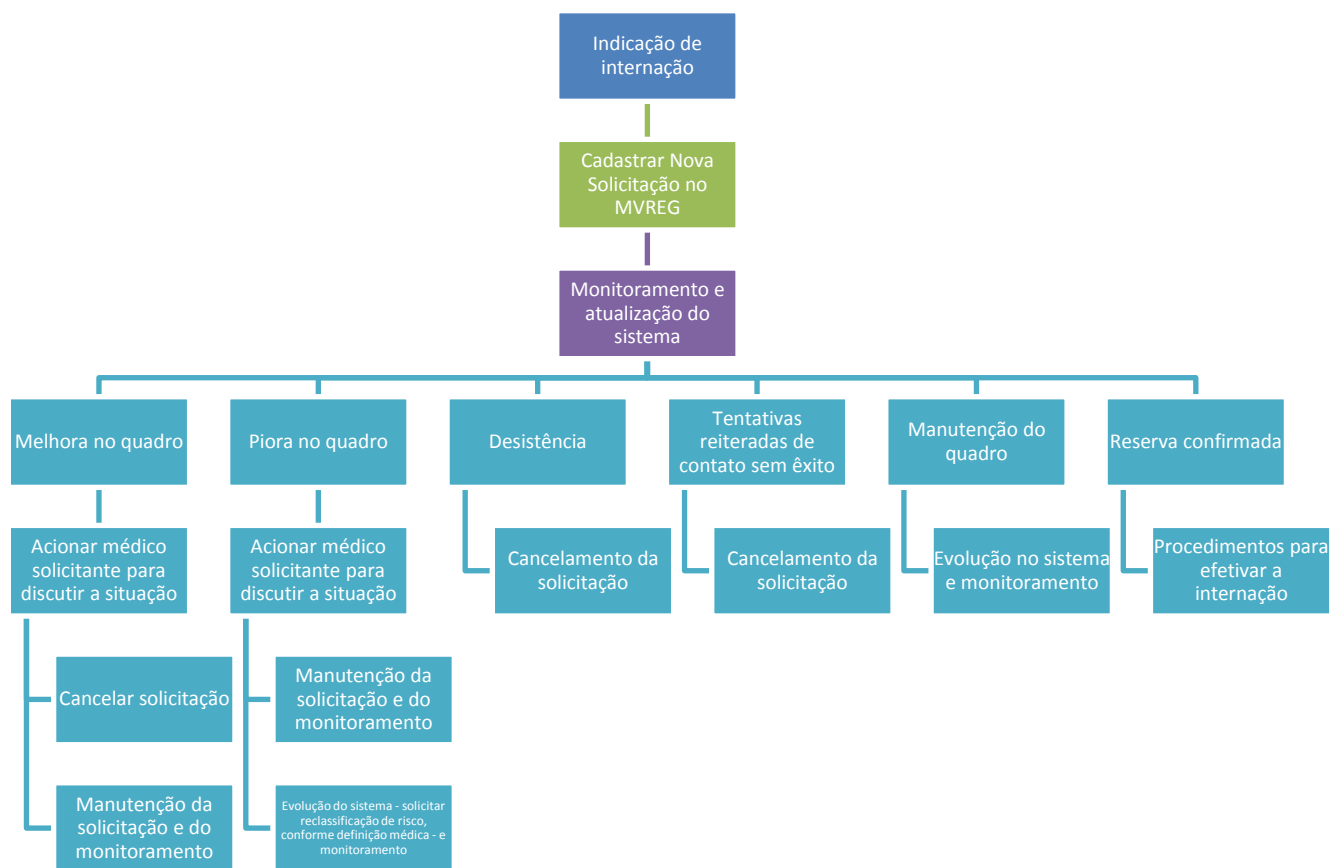 Indicação de
internação
Cadastrar Nova
Solicitação no
MVREG
Monitoramento e
atualização do
sistema
Melhora no quadro
Piora no quadro
Desistência
Tentativas
reiteradas de
contato sem êxito
Manutenção do
quadro
Reserva confirmada
Acionar médico
solicitante para
discutir a situação
Acionar médico
solicitante para
discutir a situação
Cancelamento da
solicitação
Cancelamento da
solicitação
Evolução no sistema
e monitoramento
Procedimentos para
efetivar a
internação
Cancelar solicitação
Manutenção da
solicitação e do
monitoramento
Manutenção da
solicitação e do
monitoramento
Evolução do sistema - solicitar
reclassificação de risco,
conforme definição médica - e
monitoramento